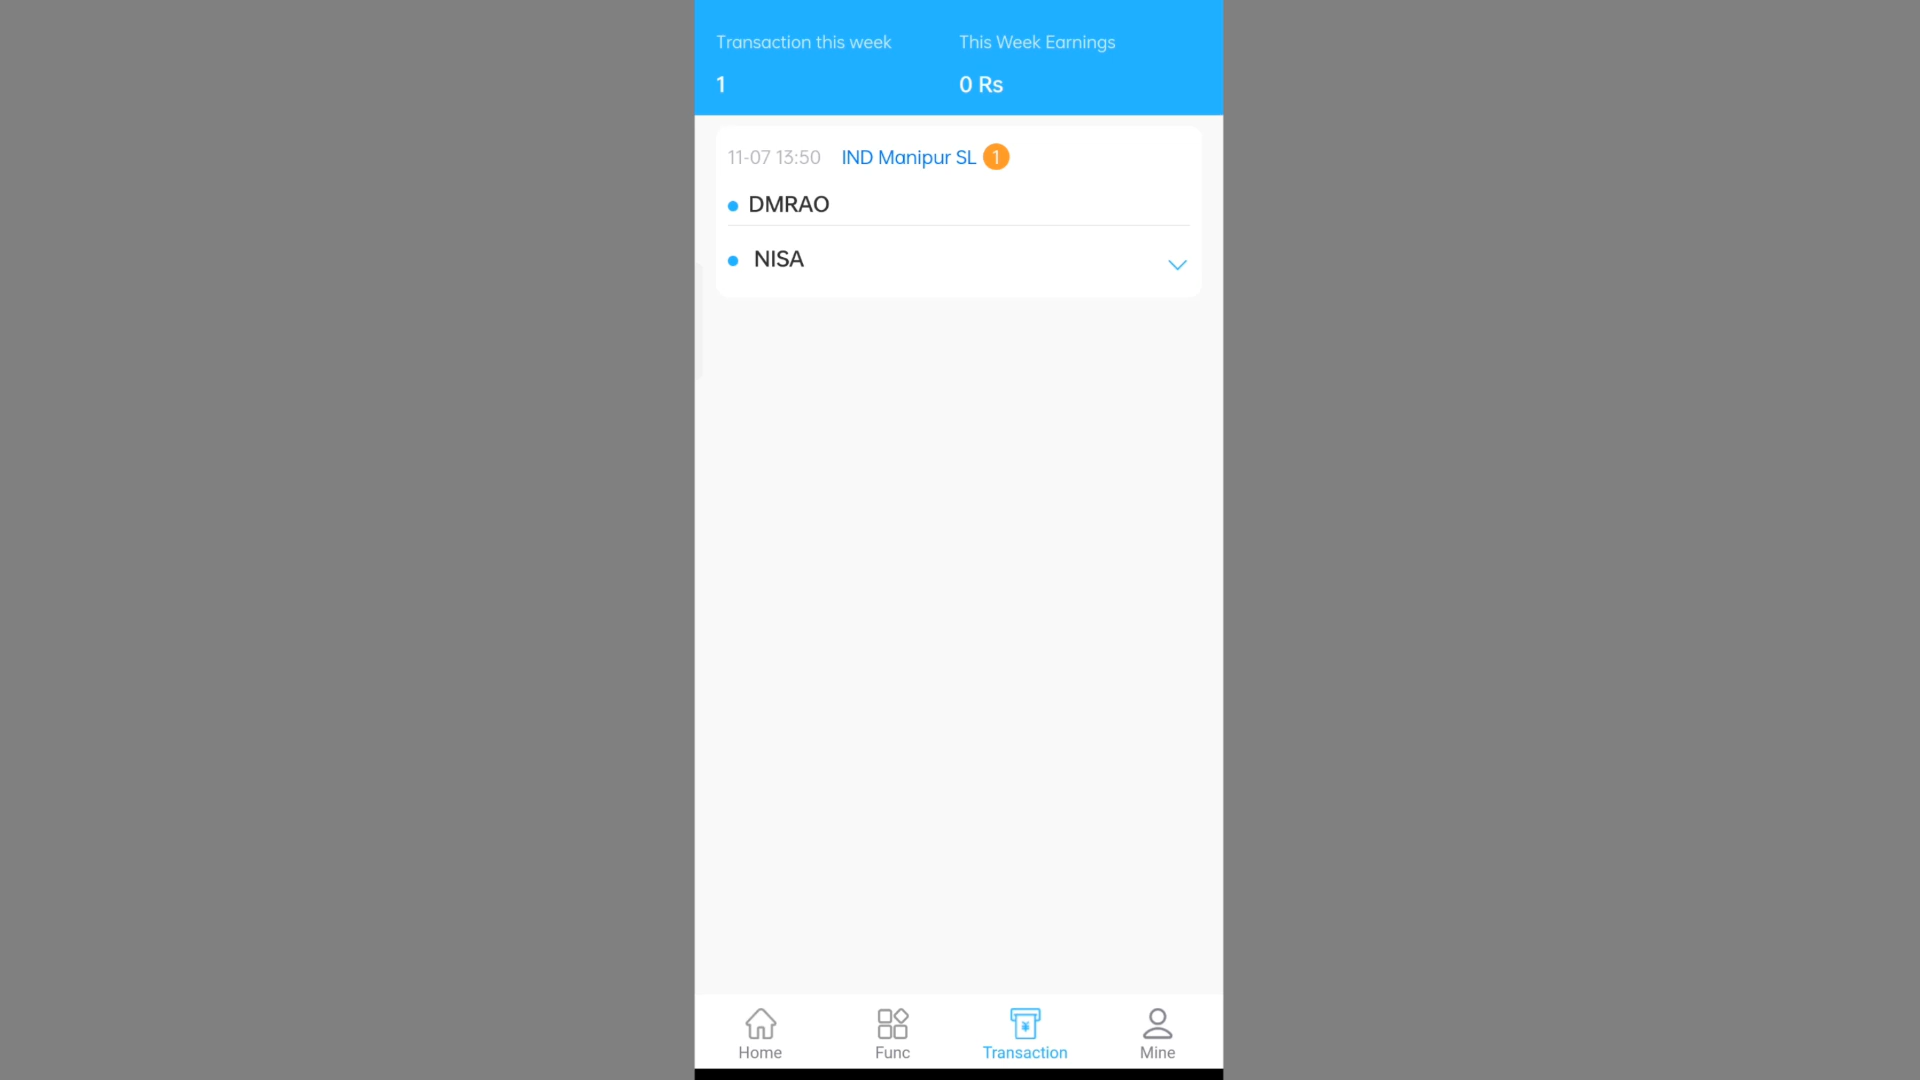 Transaction this week This Week Earnings
1 0 Rs
11-07 13:50 IND Manipur SL 1
DMRAO
NISA
¥
Home Func Transaction Mine